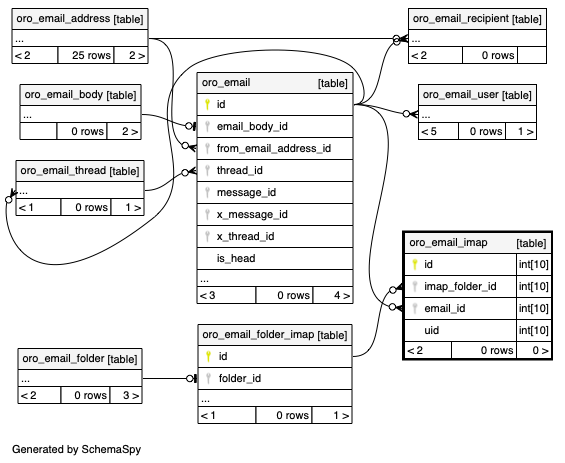 oro_email_address [table]
...
< 2 25 rows 2 >
oro_email_recipient [table]
...
< 2 0 rows
oro_email_body [table]
...
0 rows 2 >
oro_email [table]
id
email_body_id
from_email_address_id
thread_id
message_id
x_message_id
x_thread_id
is_head
...
< 3 0 rows 4 >
oro_email_user [table]
...
< 5 0 rows 1 >
oro_email_thread [table]
...
< 1 0 rows 1 >
oro_email_imap [table]
id int[10]
imap_folder_id int[10]
email_id int[10]
uid int[10]
< 2 0 rows 0 >
oro_email_folder_imap [table]
id
folder_id
...
< 1 0 rows 1 >
oro_email_folder [table]
...
< 2 0 rows 3 >
Generated by SchemaSpy